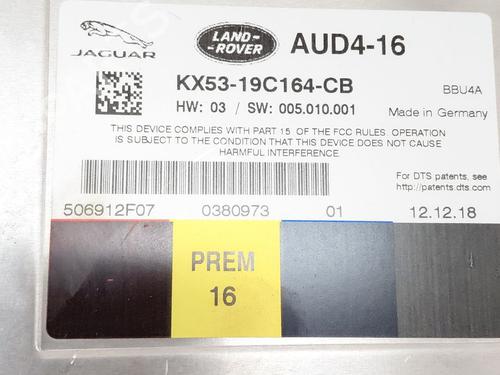 JAGUAR
LAND-
-ROVER
AUD4-16
KX53-19C164-CB
BBU4A
HW: 03 / SW: 005.010.001
Made in Germany
THIS DEVICE COMPLIES WITH PART 15 OF THE FCC RULES. OPERATION
IS SUBJECT TO THE CONDITION THAT THIS DEVICE DOES NOT CAUSE
HARMFUL INTERFERENCE.
For DTS patents, see
http://patents.dts.com
506912F07 0380973 01 12.12.18
PREM
16